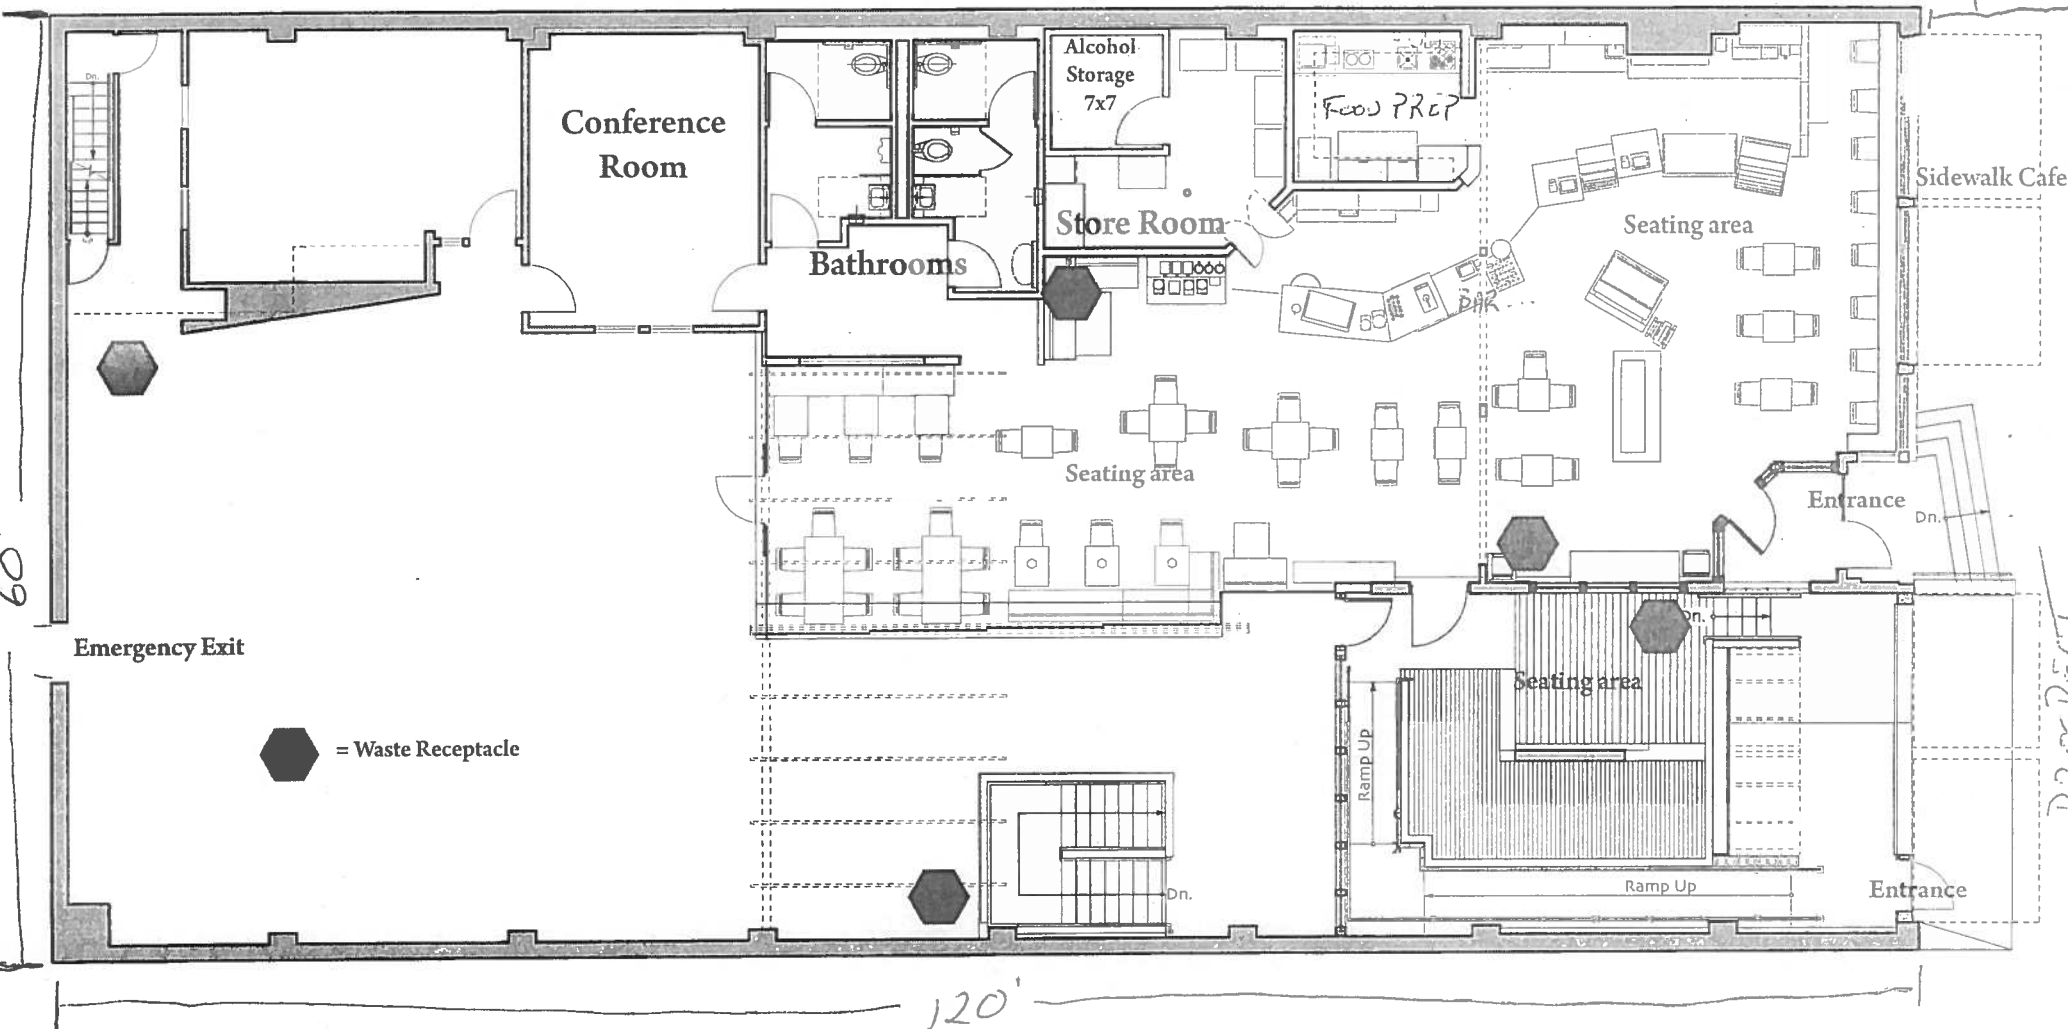 Alcohol
Storage
7x7
Dn.
FOOD PREP
Conference
Room
Sidewalk Cafe
Store Room
Seating area
Bathrooms
BAR
Seating area
Entrance
Dn.
60'
Dn.
Emergency Exit
Seating area
Ramp Up
= Waste Receptacle
Ramp Up
Dn.
Entrance
120'